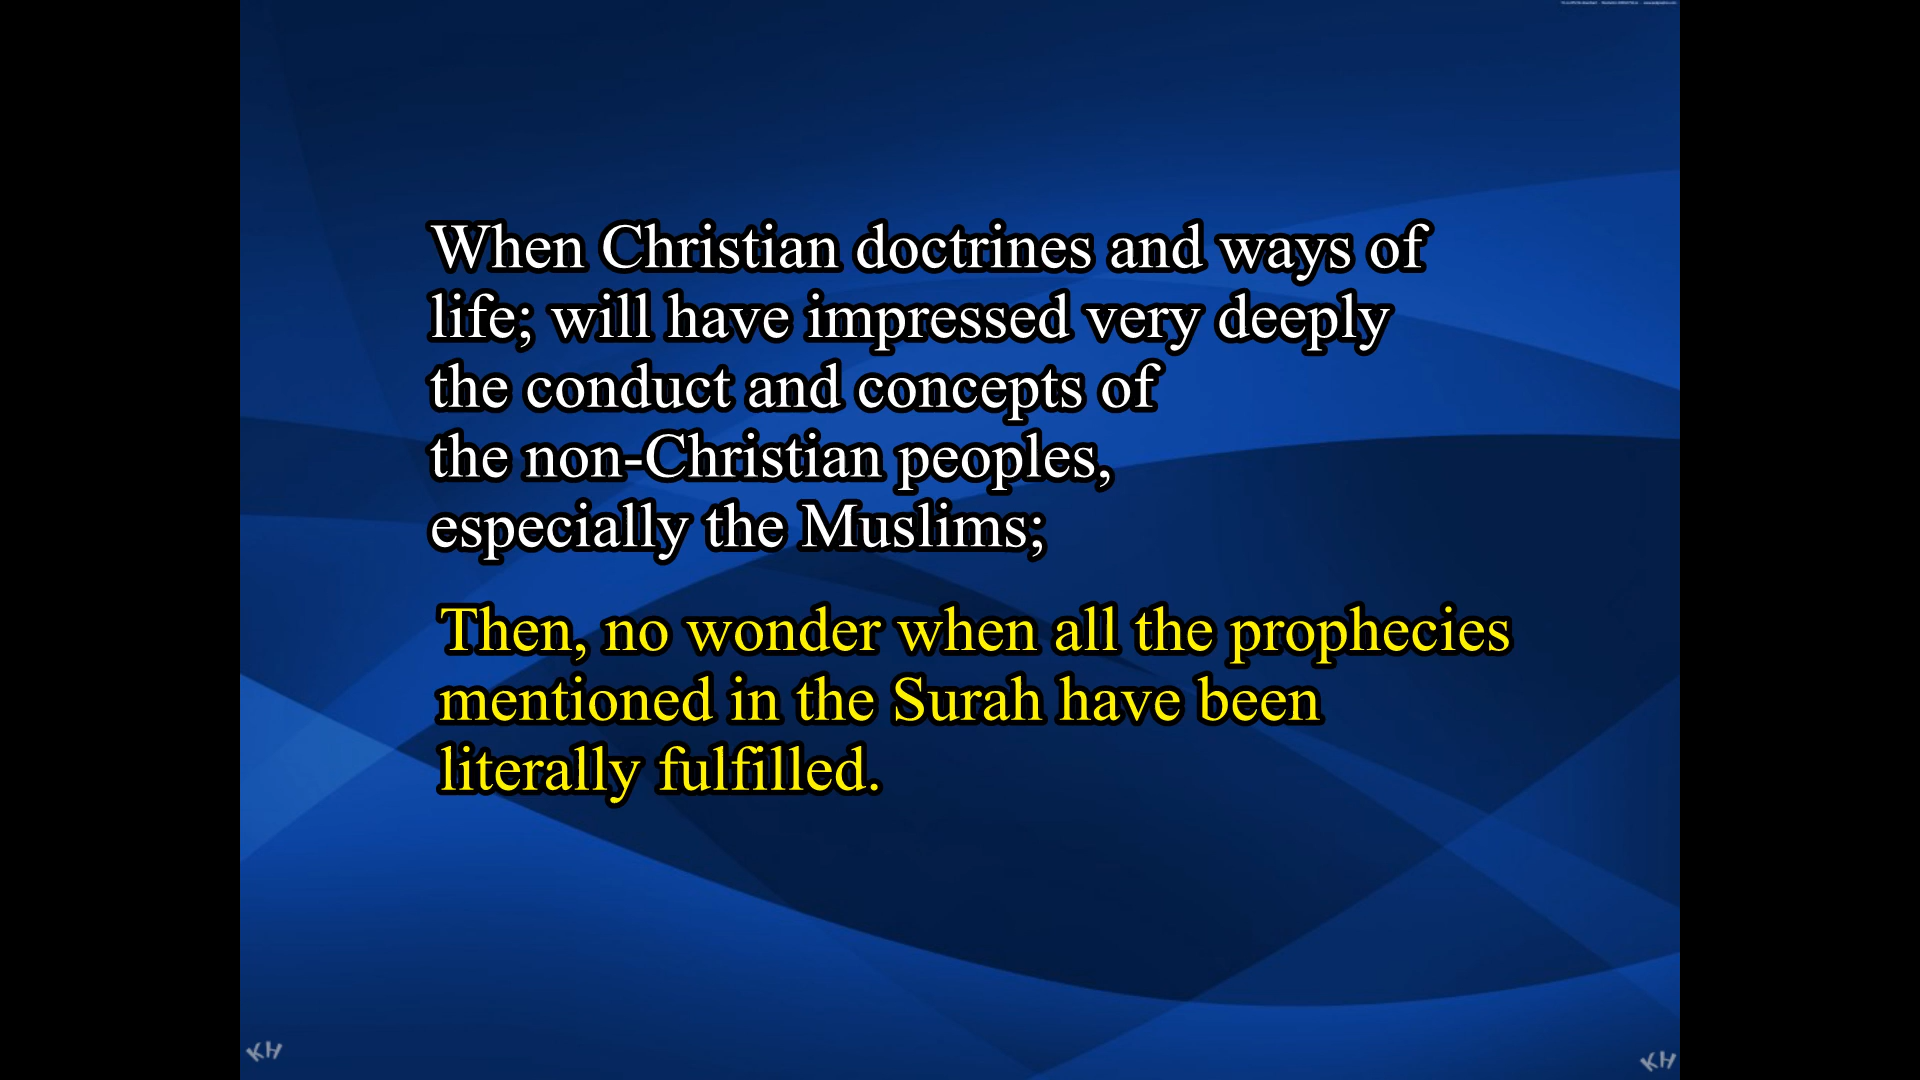 When Christian doctrines and ways of
life; will have impressed very deeply
the conduct and concepts of
the non-Christian peoples,
especially the Muslims;
Then, no wonder when all the prophecies
mentioned in the Surah have been
literally fulfilled.
KH
KH